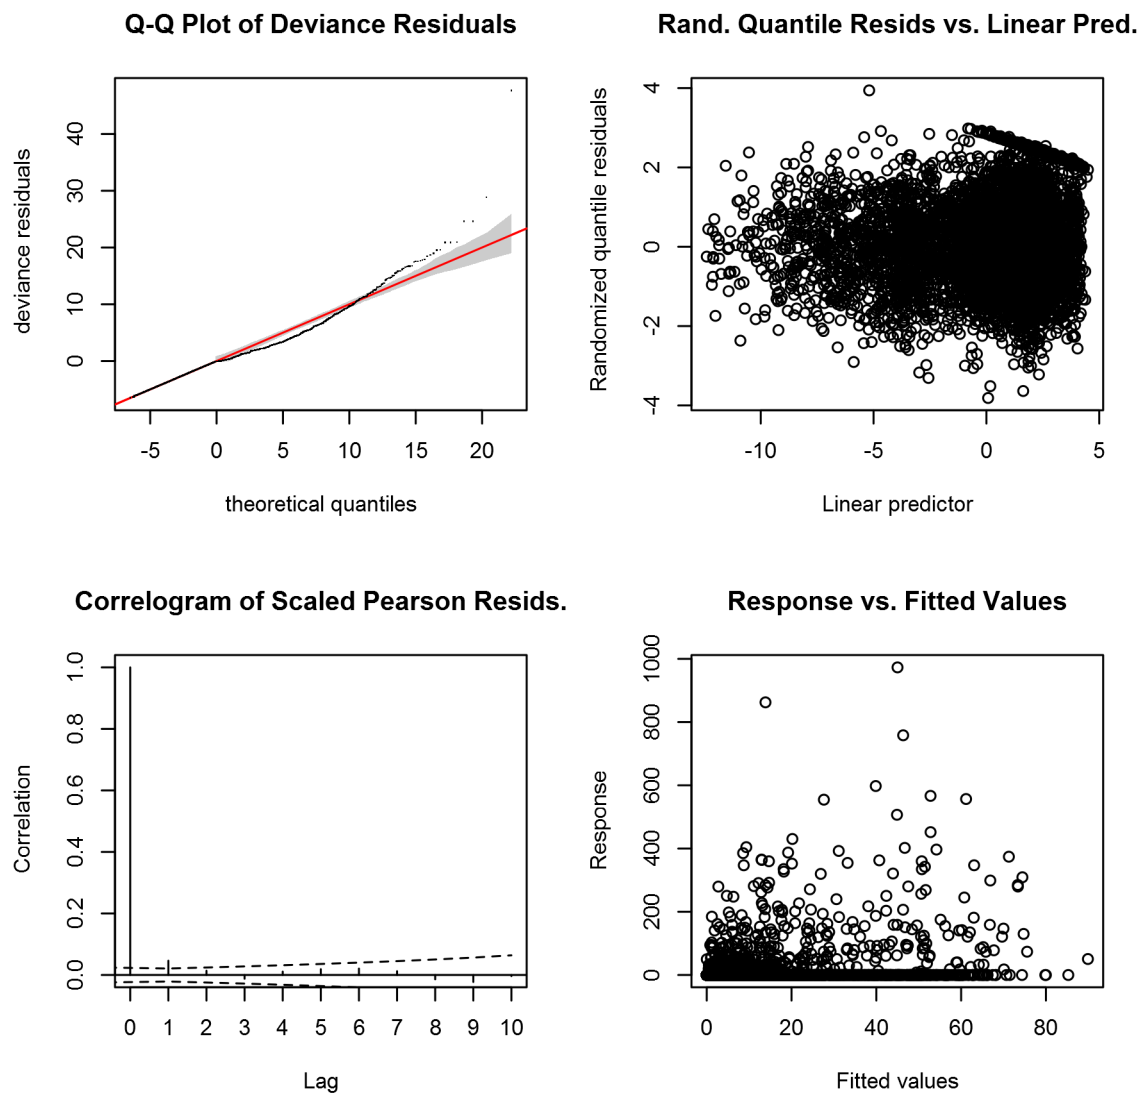 Q-Q Plot of Deviance Residuals
deviance residuals
0 10 20 30 40
-5 0 5 10 15 20
theoretical quantiles
Rand. Quantile Resids vs. Linear Pred.
Randomized quantile residuals
-4 -2 0 2 4
-10 -5 0 5
Linear predictor
Correlogram of Scaled Pearson Resids.
Correlation
0.0 0.2 0.4 0.6 0.8 1.0
0 1 2 3 4 5 6 7 8 9 10
Lag
Response vs. Fitted Values
Response
0 200 400 600 800 1000
0 20 40 60 80
Fitted values